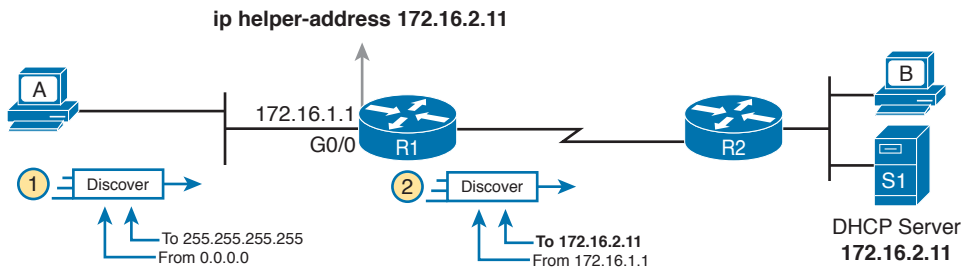 ip helper-address 172.16.2.11
A
172.16.1.1
G0/0
R1
R2
B
S1
1
Discover
To 255.255.255.255
From 0.0.0.0
2
Discover
To 172.16.2.11
From 172.16.1.1
DHCP Server
172.16.2.11